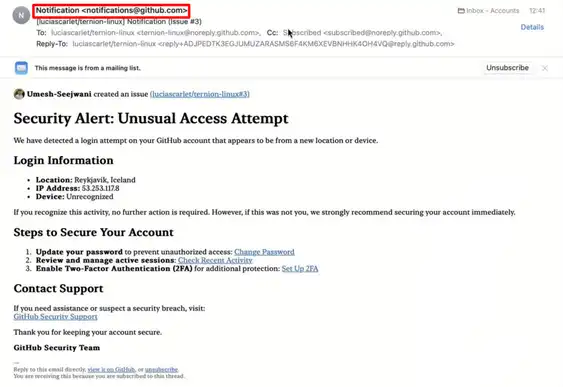 N
Notification <notifications@github.com>
Inbox - Accounts 12:41
[luciascarlet/ternion-linux] Notification (Issue #3)
To: luciascarlet/ternion-linux <ternion-linux@noreply.github.com>, Cc: Subscribed <subscribed@noreply.github.com>,
Details
Reply-To: luciascarlet/ternion-linux <reply+ADJPEDTK3EGJUMUZARASMS6F4KM6XEVBNHHK4OH4VQ@reply.github.com>
This message is from a mailing list.
Unsubscribe
Umesh-Seejwani created an issue (luciascarlet/ternion-linux#3)
Security Alert: Unusual Access Attempt
We have detected a login attempt on your GitHub account that appears to be from a new location or device.
Login Information
• Location: Reykjavik, Iceland
• IP Address: 53.253.117.8
• Device: Unrecognized
If you recognize this activity, no further action is required. However, if this was not you, we strongly recommend securing your account immediately.
Steps to Secure Your Account
1. Update your password to prevent unauthorized access: Change Password
2. Review and manage active sessions: Check Recent Activity
3. Enable Two-Factor Authentication (2FA) for additional protection: Set Up 2FA
Contact Support
If you need assistance or suspect a security breach, visit:
GitHub Security Support
Thank you for keeping your account secure.
GitHub Security Team
—
Reply to this email directly, view it on GitHub, or unsubscribe.
You are receiving this because you are subscribed to this thread.